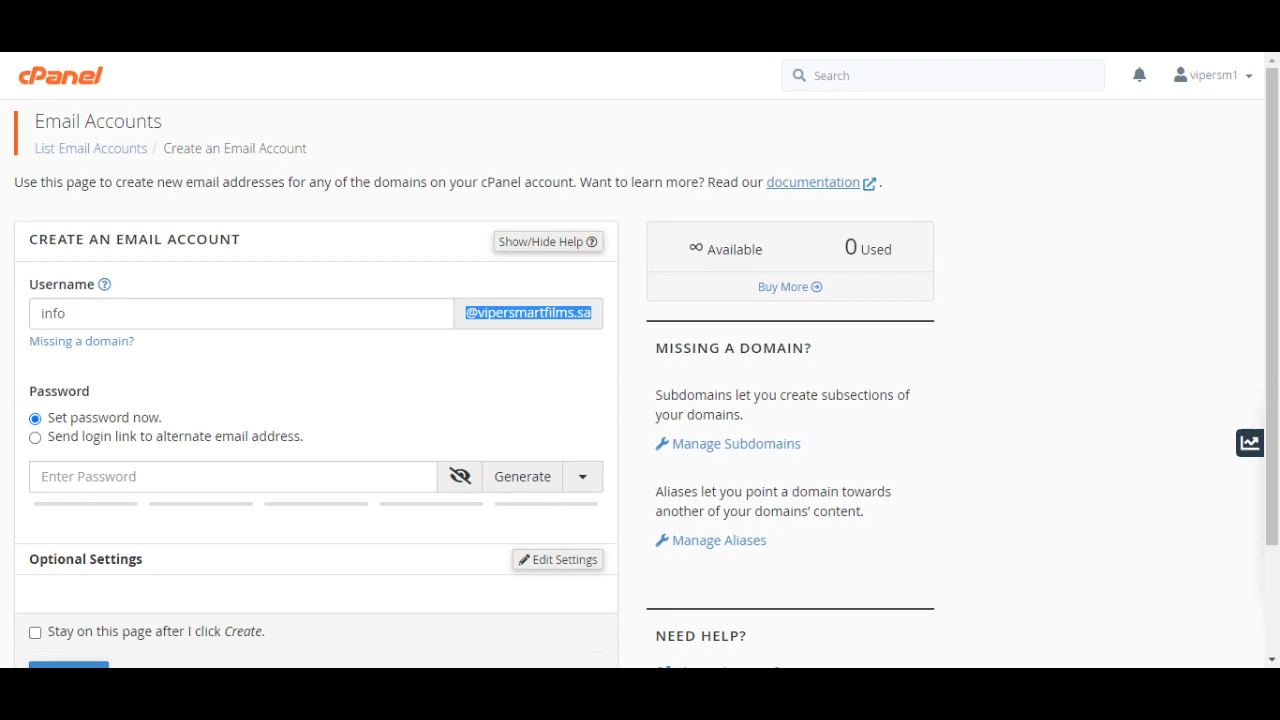 cPanel
Search
vipersm1
Email Accounts
List Email Accounts / Create an Email Account
Use this page to create new email addresses for any of the domains on your cPanel account. Want to learn more? Read our documentation .
CREATE AN EMAIL ACCOUNT
Show/Hide Help
Username
info
@vipersmartfilms.sa
Missing a domain?
Password
Set password now.
Send login link to alternate email address.
Enter Password
Generate
Optional Settings
Edit Settings
Stay on this page after I click Create.
∞ Available
0 Used
Buy More
MISSING A DOMAIN?
Subdomains let you create subsections of
your domains.
Manage Subdomains
Aliases let you point a domain towards
another of your domains’ content.
Manage Aliases
NEED HELP?